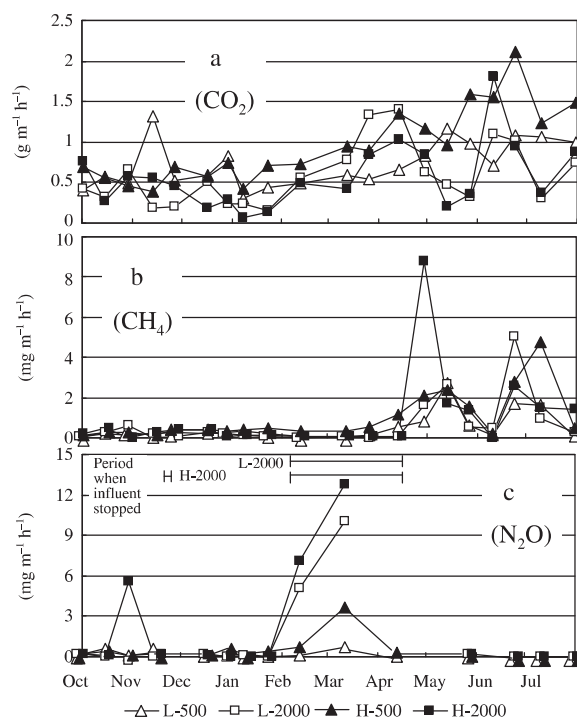 2.5
2
1.5
1
0.5
0
(g m⁻¹ h⁻¹)
a
(CO₂)
10
8
6
4
2
0
(mg m⁻¹ h⁻¹)
b
(CH₄)
15
12
9
6
3
0
(mg m⁻¹ h⁻¹)
Period
when
influent
stopped
L-2000
H-2000
c
(N₂O)
Oct Nov Dec Jan Feb Mar Apr May Jun Jul
L-500 L-2000 H-500 H-2000